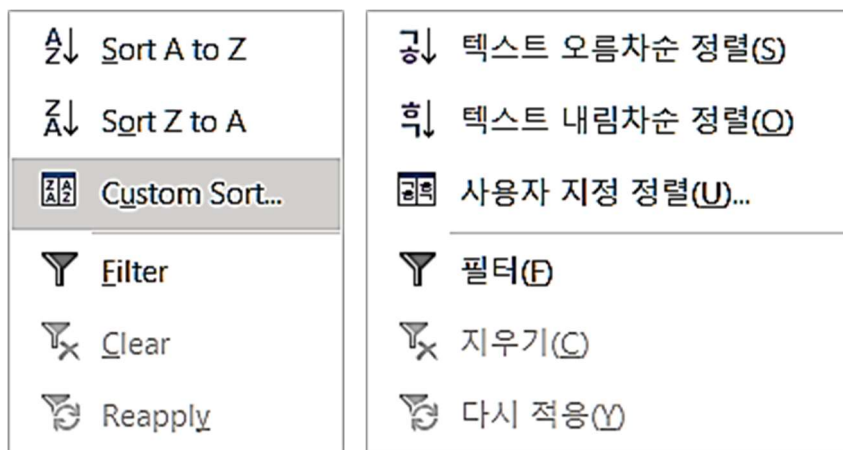 Sort A to Z
Sort Z to A
Custom Sort...
Filter
Clear
Reapply
텍스트 오름차순 정렬(S)
텍스트 내림차순 정렬(O)
사용자 지정 정렬(U)...
필터(F)
지우기(C)
다시 적용(Y)